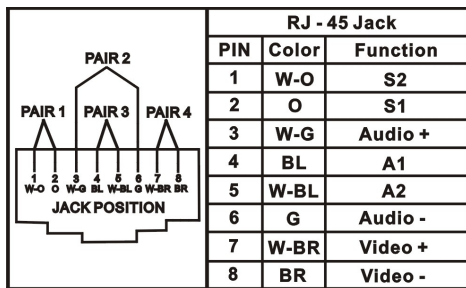 PAIR 2
PAIR 1 PAIR 3 PAIR 4
1 2 3 4 5 6 7 8
W-O O W-G BL W-BL G W-BR BR
JACK POSITION
RJ - 45 Jack
PIN Color Function
1 W-O S2
2 O S1
3 W-G Audio +
4 BL A1
5 W-BL A2
6 G Audio -
7 W-BR Video +
8 BR Video -